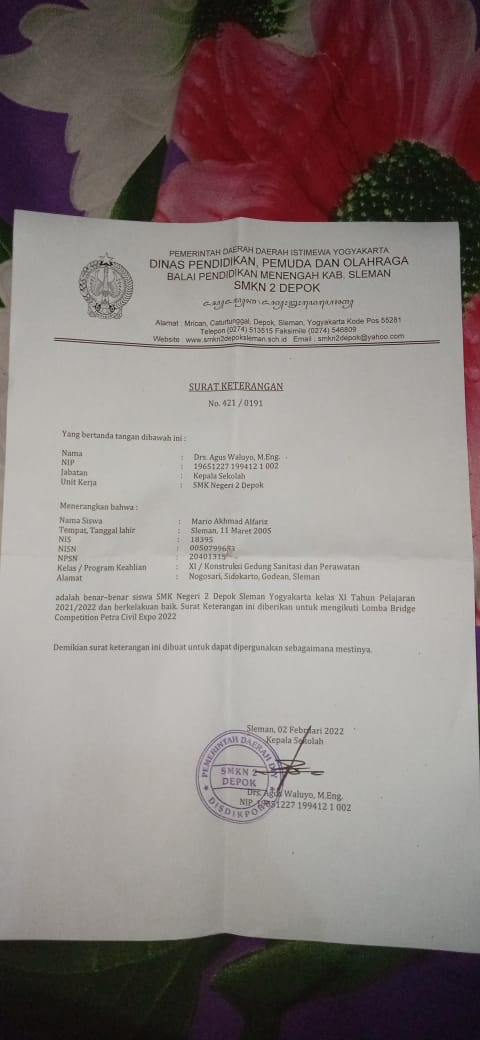 PEMERINTAH DAERAH DAERAH ISTIMEWA YOGYAKARTA
DINAS PENDIDIKAN, PEMUDA DAN OLAHRAGA
BALAI PENDIDIKAN MENENGAH KAB. SLEMAN
SMKN 2 DEPOK
Alamat : Mrican, Caturtunggal, Depok, Sleman, Yogyakarta Kode Pos 55281
Telepon (0274) 513515 Faksimile (0274) 546809
Website : www.smkn2depoksleman.sch.id Email : smkn2depok@yahoo.com
SURAT KETERANGAN
No. 421 / 0191
Yang bertanda tangan dibawah ini :
Nama : Drs. Agus Waluyo, M.Eng.
NIP : 19651227 199412 1 002
Jabatan : Kepala Sekolah
Unit Kerja : SMK Negeri 2 Depok
Menerangkan bahwa :
Nama Siswa : Mario Akhmad Alfariz
Tempat, Tanggal lahir : Sleman, 11 Maret 2005
NIS : 18395
NISN :
NPSN : 20401315
Kelas / Program Keahlian : XI / Konstruksi Gedung Sanitasi dan Perawatan
Alamat : Nogosari, Sidokarto, Godean, Sleman
adalah benar-benar siswa SMK Negeri 2 Depok Sleman Yogyakarta kelas XI Tahun Pelajaran
2021/2022 dan berkelakuan baik. Surat Keterangan ini diberikan untuk mengikuti Lomba Bridge
Competition Petra Civil Expo 2022
Demikian surat keterangan ini dibuat untuk dapat dipergunakan sebagaimana mestinya.
Sleman, 02 Februari 2022
Kepala Sekolah
PEMERINTAH DAERAH DIY
SMKN 2
DEPOK
DISDIKPORA
Drs. Agus Waluyo, M.Eng.
NIP. 19651227 199412 1 002